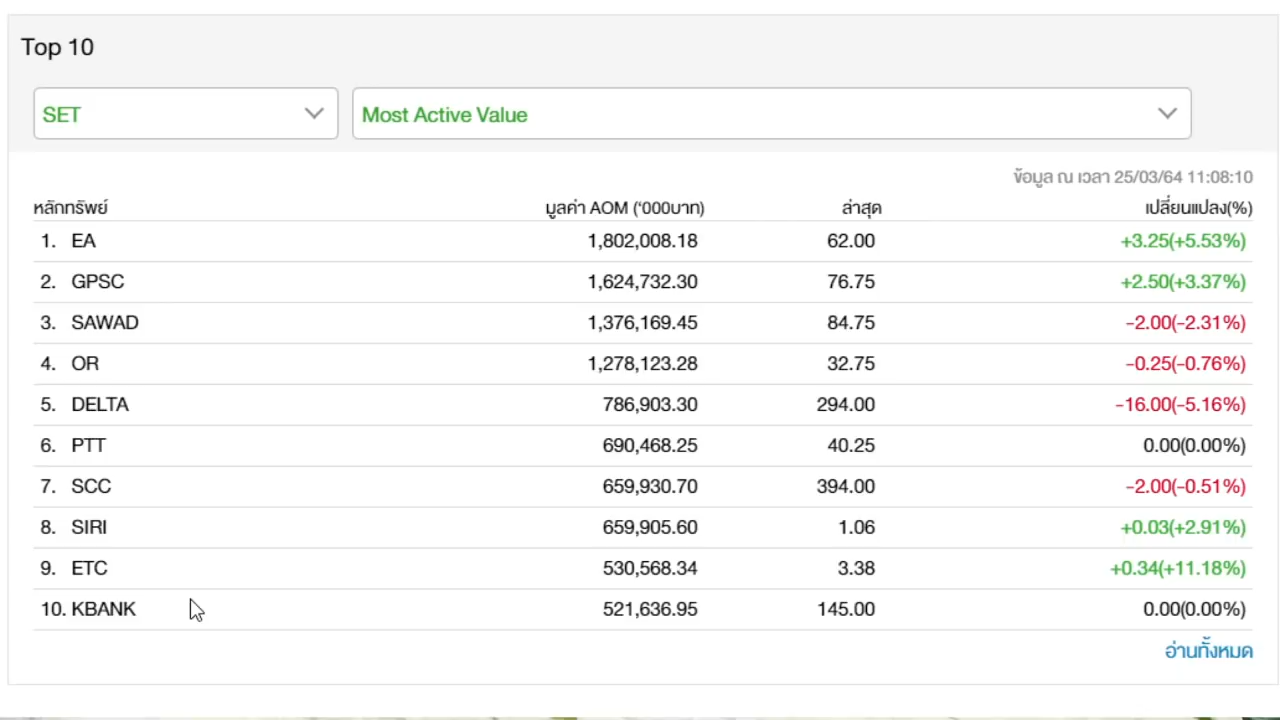 Top 10
SET Most Active Value
ข้อมูล ณ เวลา 25/03/64 11:08:10
หลักทรัพย์ มูลค่า AOM ('000บาท) ล่าสุด เปลี่ยนแปลง(%)
1. EA 1,802,008.18 62.00 +3.25(+5.53%)
2. GPSC 1,624,732.30 76.75 +2.50(+3.37%)
3. SAWAD 1,376,169.45 84.75 -2.00(-2.31%)
4. OR 1,278,123.28 32.75 -0.25(-0.76%)
5. DELTA 786,903.30 294.00 -16.00(-5.16%)
6. PTT 690,468.25 40.25 0.00(0.00%)
7. SCC 659,930.70 394.00 -2.00(-0.51%)
8. SIRI 659,905.60 1.06 +0.03(+2.91%)
9. ETC 530,568.34 3.38 +0.34(+11.18%)
10. KBANK 521,636.95 145.00 0.00(0.00%)
อ่านทั้งหมด